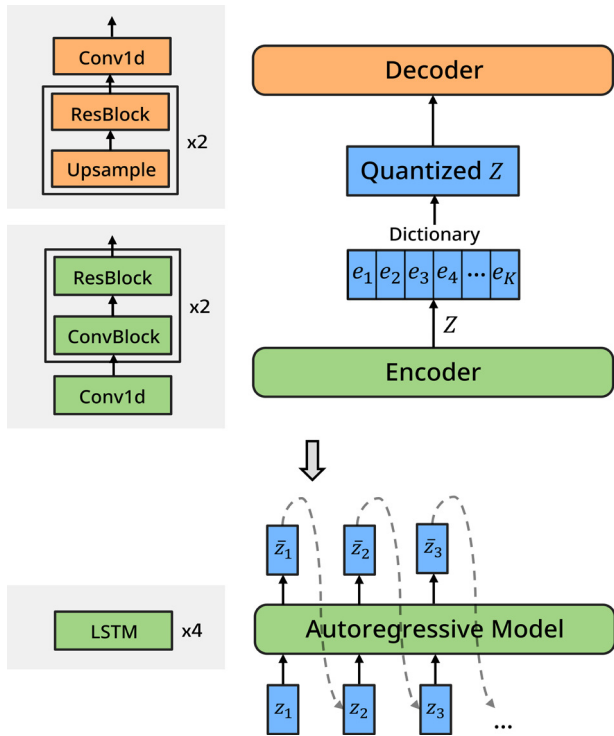 Conv1d
ResBlock
Upsample
x2
Decoder
Quantized Z
Dictionary
e₁ e₂ e₃ e₄ ... e_K
Z
Encoder
ResBlock
ConvBlock
x2
Conv1d
z̄₁ z̄₂ z̄₃
LSTM x4
Autoregressive Model
z₁ z₂ z₃ ...